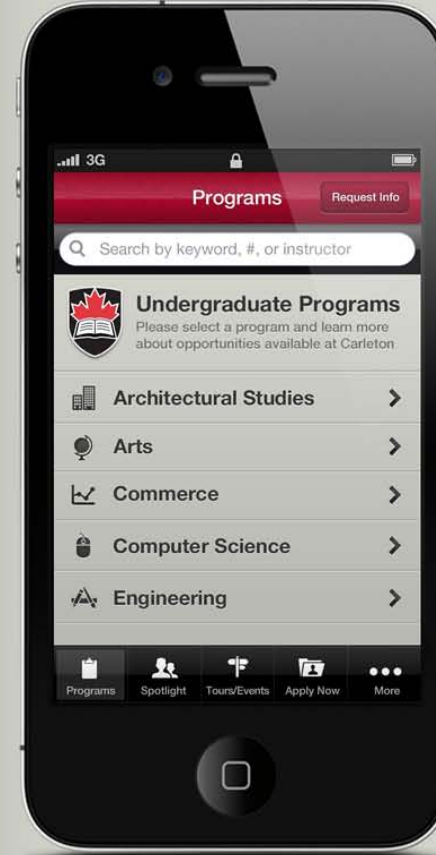 3G
Programs
Request Info
Search by keyword, #, or instructor
Undergraduate Programs
Please select a program and learn more
about opportunities available at Carleton
Architectural Studies
Arts
Commerce
Computer Science
Engineering
Programs
Spotlight
Tours/Events
Apply Now
More